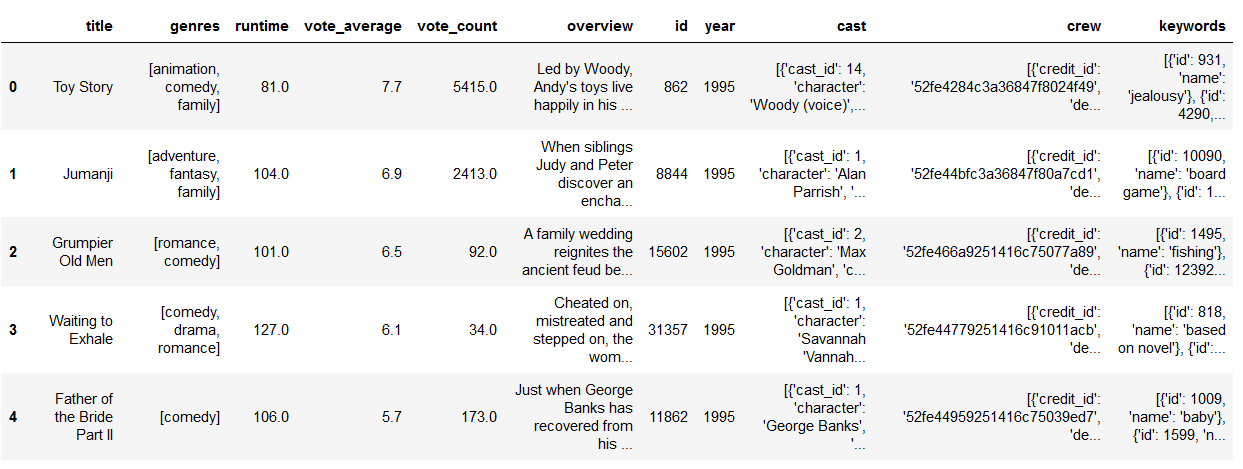 title genres runtime vote_average vote_count overview id year cast crew keywords
0 Toy Story [animation, comedy, family] 81.0 7.7 5415.0 Led by Woody, Andy's toys live happily in his ... 862 1995 [{'cast_id': 14, 'character': 'Woody (voice)',... [{'credit_id': '52fe4284c3a36847f8024f49', 'de... [{'id': 931, 'name': 'jealousy'}, {'id': 4290,...
1 Jumanji [adventure, fantasy, family] 104.0 6.9 2413.0 When siblings Judy and Peter discover an encha... 8844 1995 [{'cast_id': 1, 'character': 'Alan Parrish', '... [{'credit_id': '52fe44bfc3a36847f80a7cd1', 'de... [{'id': 10090, 'name': 'board game'}, {'id': 1...
2 Grumpier Old Men [romance, comedy] 101.0 6.5 92.0 A family wedding reignites the ancient feud be... 15602 1995 [{'cast_id': 2, 'character': 'Max Goldman', 'c... [{'credit_id': '52fe466a9251416c75077a89', 'de... [{'id': 1495, 'name': 'fishing'}, {'id': 12392...
3 Waiting to Exhale [comedy, drama, romance] 127.0 6.1 34.0 Cheated on, mistreated and stepped on, the wom... 31357 1995 [{'cast_id': 1, 'character': 'Savannah 'Vannah... [{'credit_id': '52fe44779251416c91011acb', 'de... [{'id': 818, 'name': 'based on novel'}, {'id':...
4 Father of the Bride Part II [comedy] 106.0 5.7 173.0 Just when George Banks has recovered from his ... 11862 1995 [{'cast_id': 1, 'character': 'George Banks', '... [{'credit_id': '52fe44959251416c75039ed7', 'de... [{'id': 1009, 'name': 'baby'}, {'id': 1599, 'n...